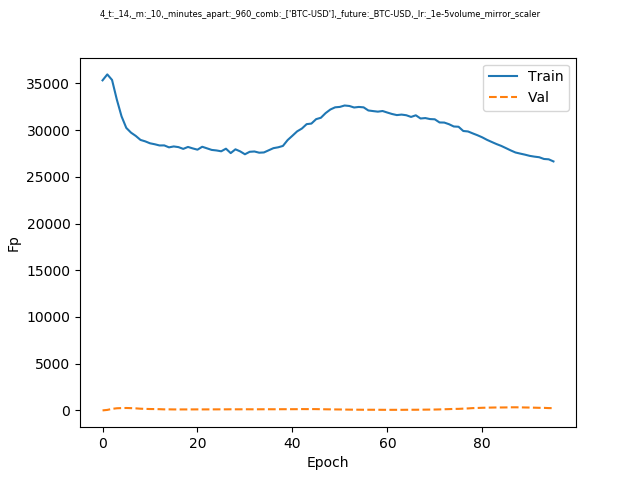 4_t:_14,_m:_10,_minutes_apart:_960_comb:_['BTC-USD'],_future:_BTC-USD,_lr:_1e-5volume_mirror_scaler
Train
Val
35000
30000
25000
20000
15000
10000
5000
0
Fp
0 20 40 60 80
Epoch